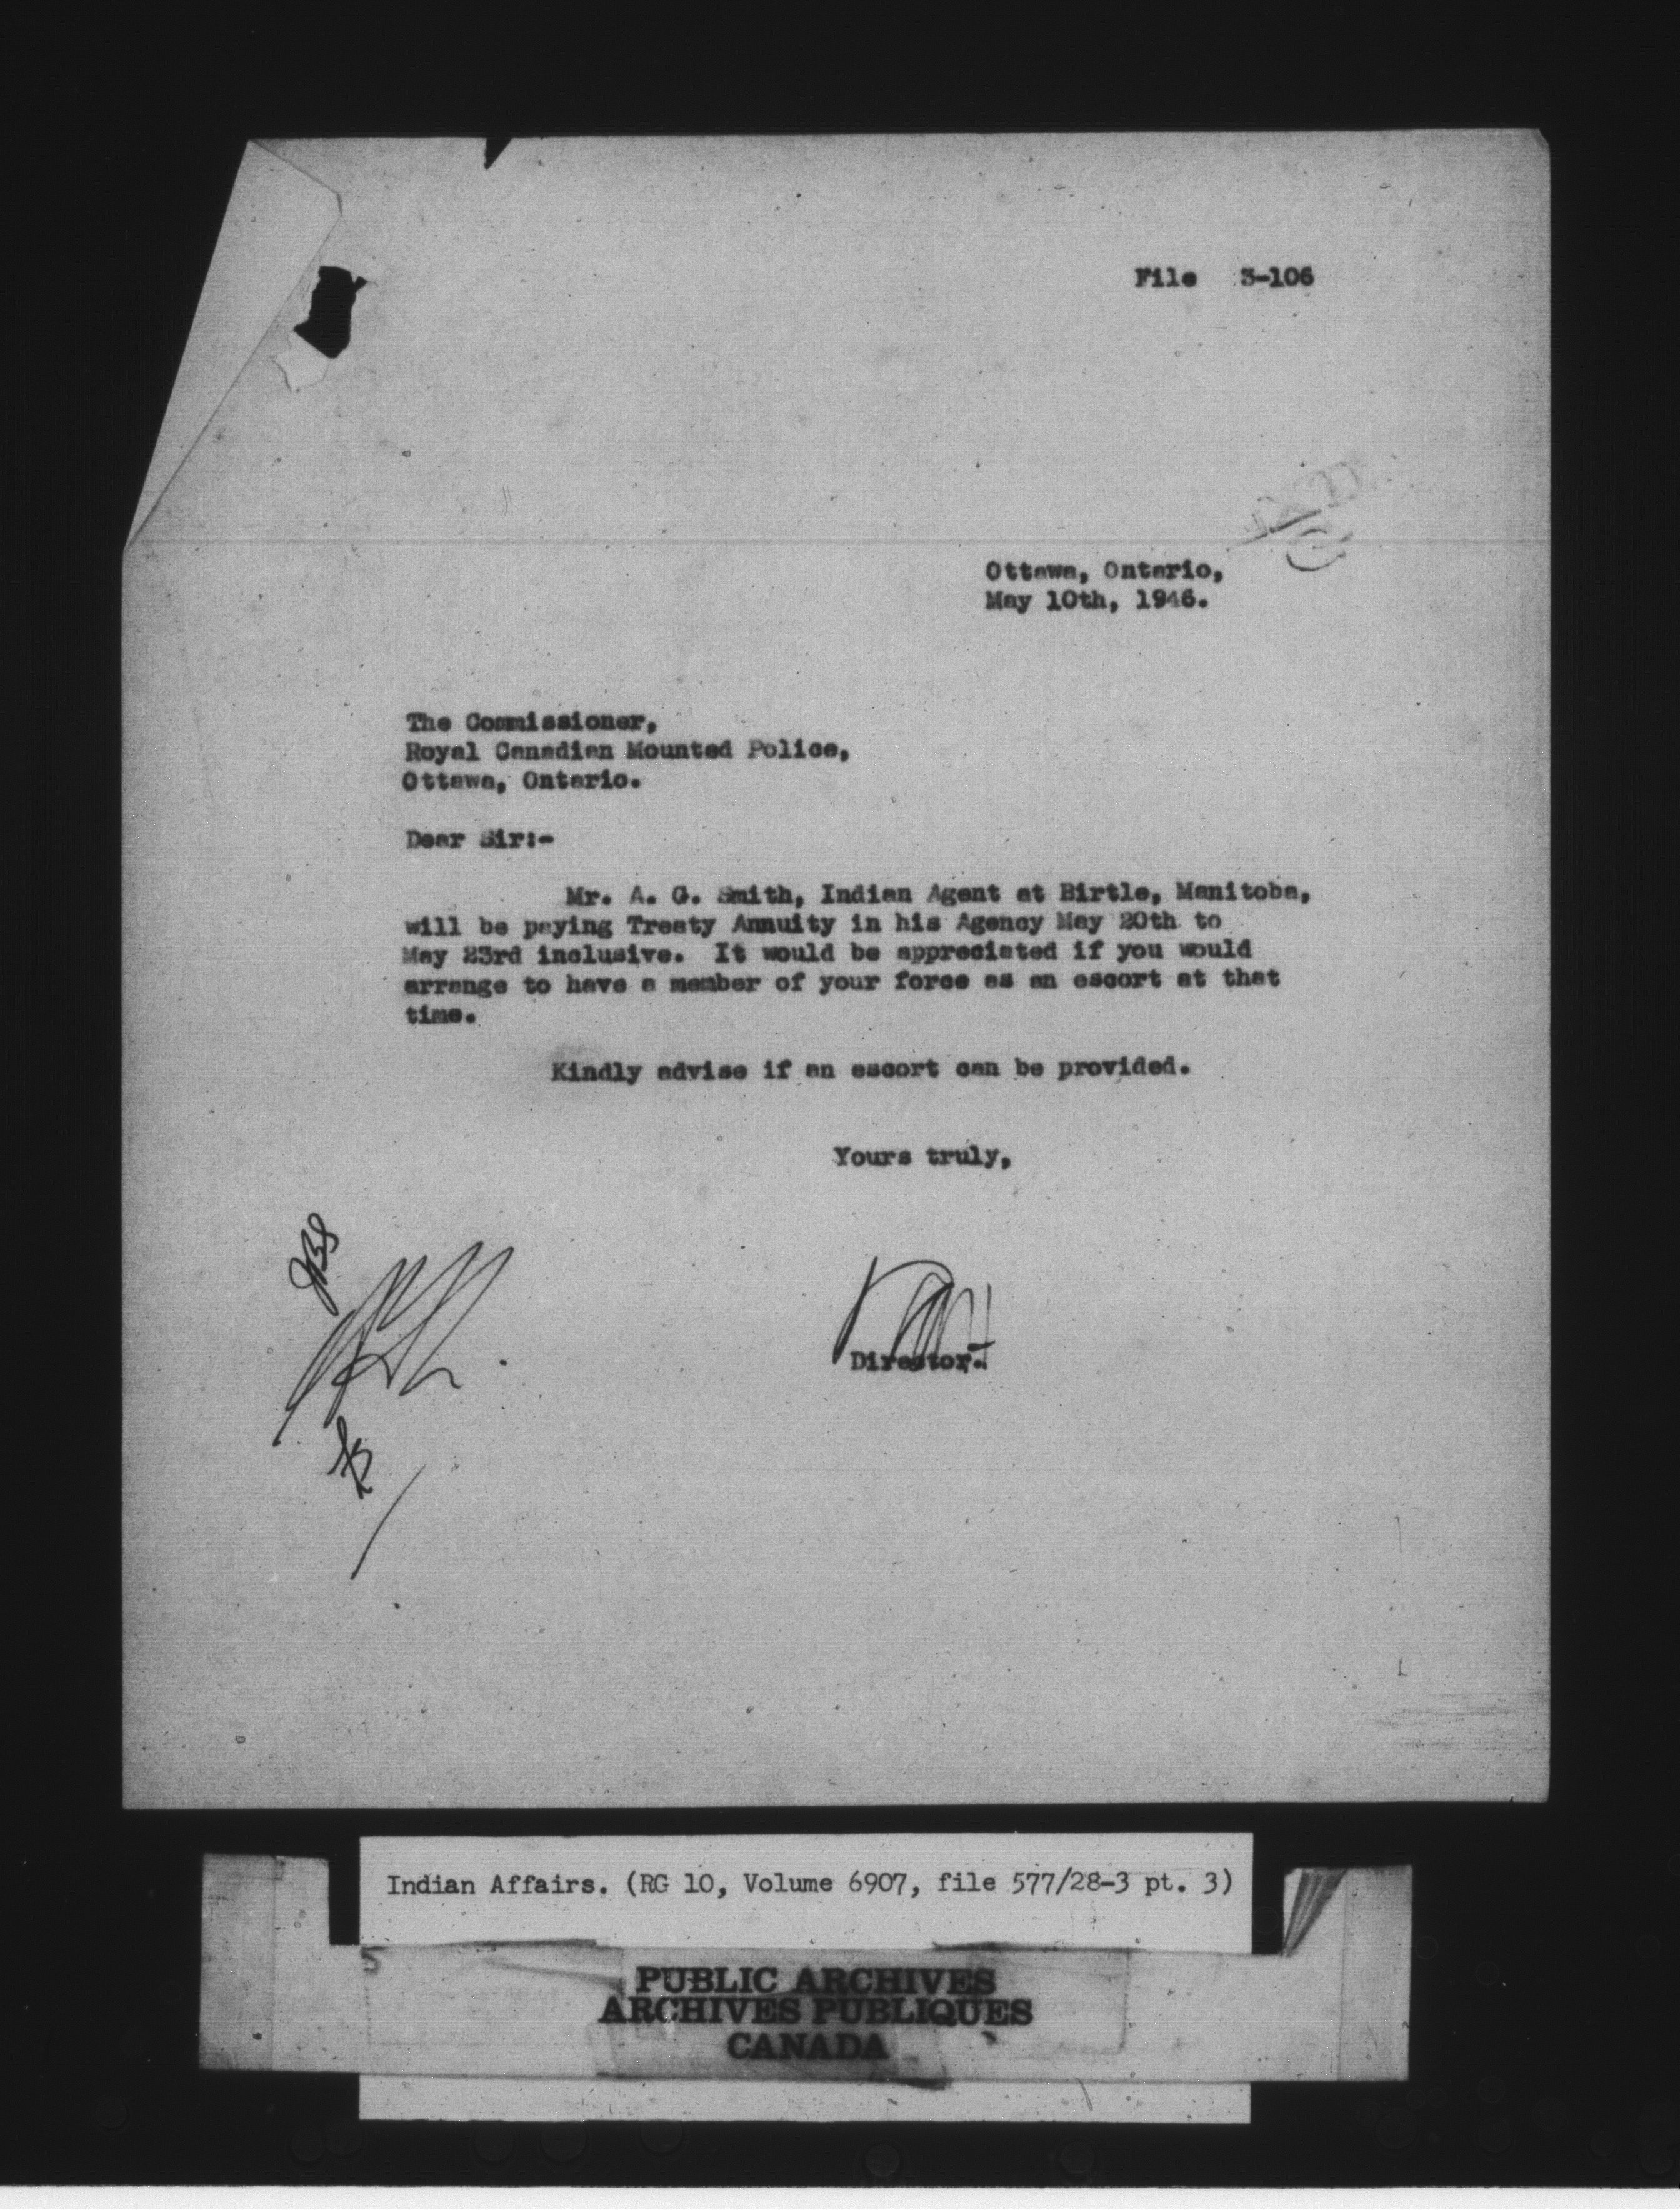 File 3-106
Ottawa, Ontario,
May 10th, 1946.
The Commissioner,
Royal Canadian Mounted Police,
Ottawa, Ontario.
Dear Sir:-
Mr. A. G. Smith, Indian Agent at Birtle, Manitoba,
will be paying Treaty Annuity in his Agency May 20th to
May 23rd inclusive. It would be appreciated if you would
arrange to have a member of your force as an escort at that
time.
Kindly advise if an escort can be provided.
Yours truly,
Director.
Indian Affairs. (RG 10, Volume 6907, file 577/28-3 pt. 3)
PUBLIC ARCHIVES
ARCHIVES PUBLIQUES
CANADA